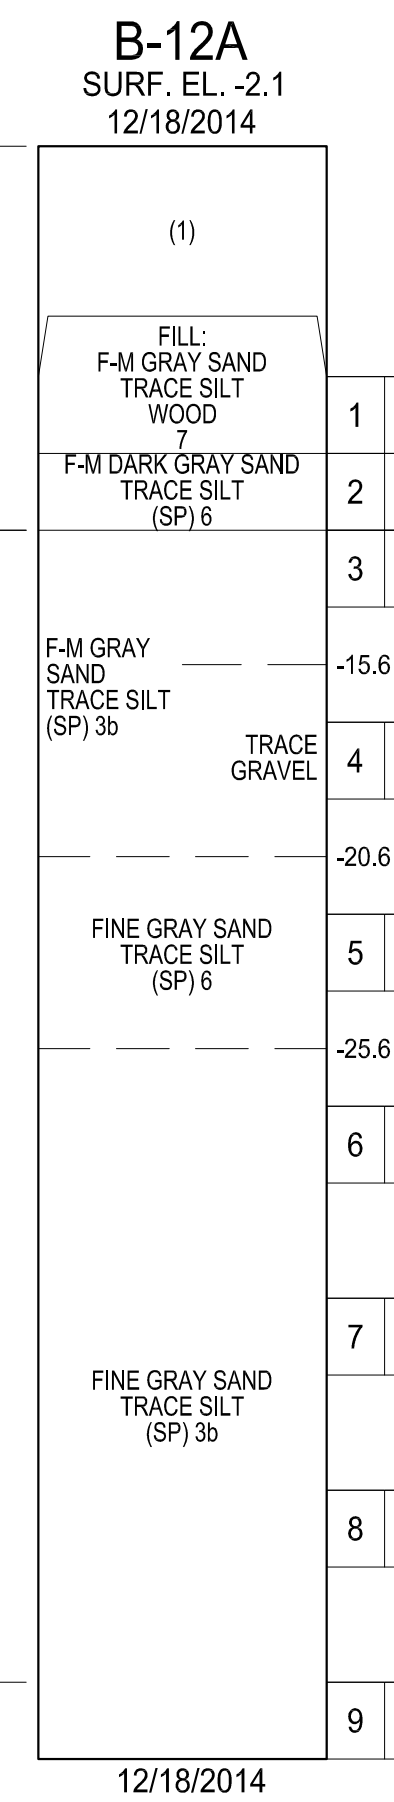 B-12A
SURF. EL. -2.1
12/18/2014
(1)
FILL:
F-M GRAY SAND
TRACE SILT
WOOD
7
1
F-M DARK GRAY SAND
TRACE SILT
(SP) 6
2
3
F-M GRAY
SAND
TRACE SILT
(SP) 3b
-15.6
TRACE
GRAVEL
4
-20.6
FINE GRAY SAND
TRACE SILT
(SP) 6
5
-25.6
6
7
FINE GRAY SAND
TRACE SILT
(SP) 3b
8
9
12/18/2014